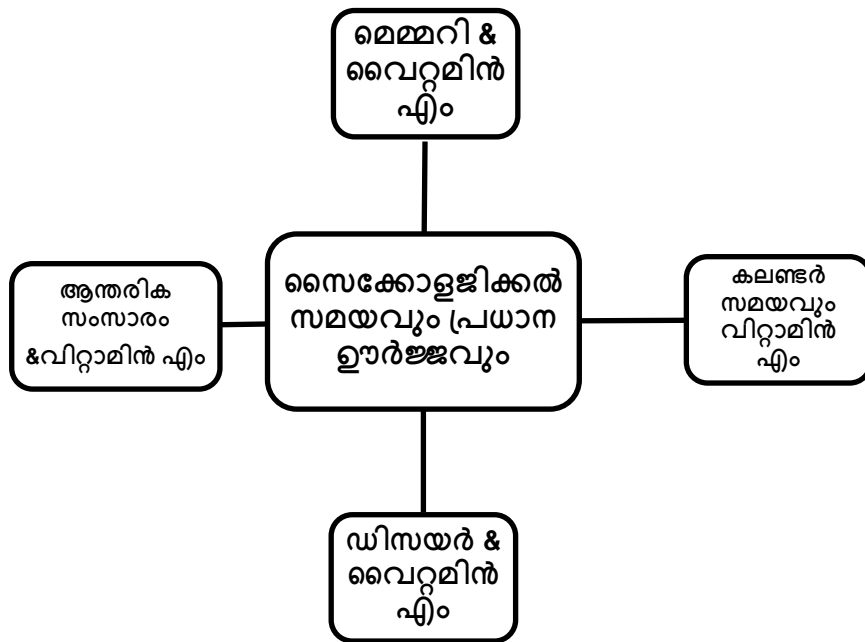 മെമ്മറി &
വൈറ്റമിൻ
എം
ആന്തരിക
സംസാരം
&വിറ്റാമിൻ എം
സൈക്കോളജിക്കൽ
സമയവും പ്രധാന
ഊർജ്ജവും
കലണ്ടർ
സമയവും
വിറ്റാമിൻ
എം
ഡിസയർ &
വൈറ്റമിൻ
എം